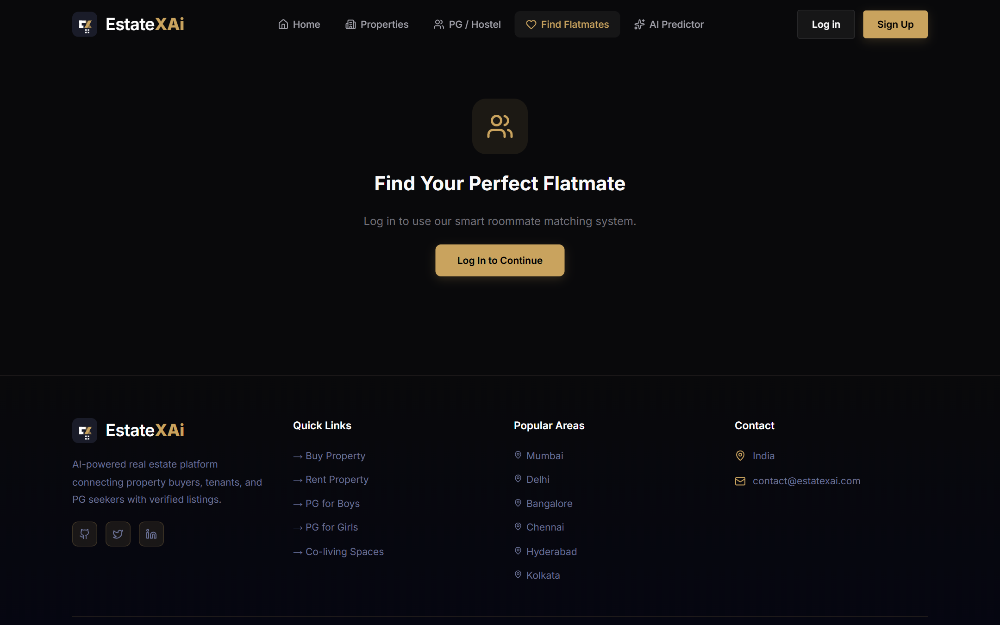 EstateXAi
Home
Properties
PG / Hostel
Find Flatmates
AI Predictor
Log in
Sign Up
Find Your Perfect Flatmate
Log in to use our smart roommate matching system.
Log In to Continue
EstateXAi
AI-powered real estate platform
connecting property buyers, tenants, and
PG seekers with verified listings.
Quick Links
→ Buy Property
→ Rent Property
→ PG for Boys
→ PG for Girls
→ Co-living Spaces
Popular Areas
Mumbai
Delhi
Bangalore
Chennai
Hyderabad
Kolkata
Contact
India
contact@estatexai.com